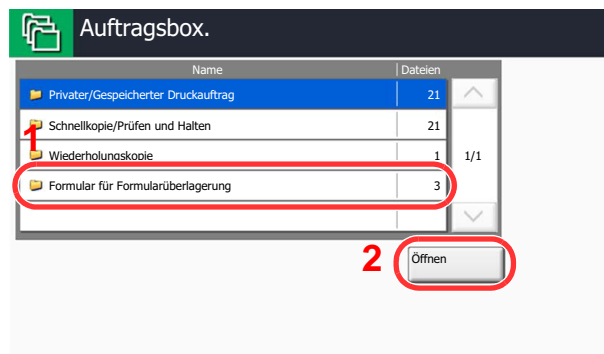 Auftragsbox.
Name Dateien
Privater/Gespeicherter Druckauftrag 21
Schnellkopie/Prüfen und Halten 21
1
Wiederholungskopie 1 1/1
Formular für Formularüberlagerung 3
2 Öffnen